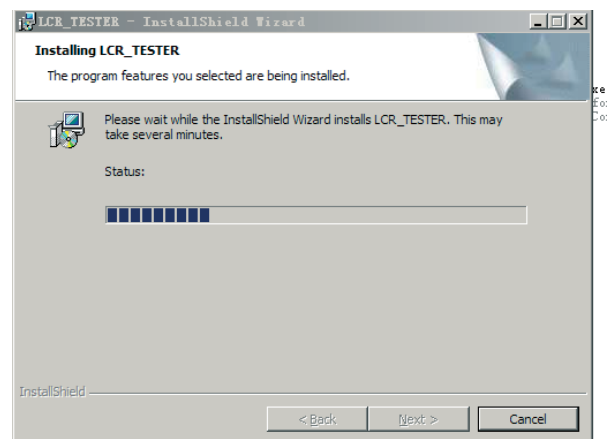 LCR_TESTER - InstallShield Wizard
Installing LCR_TESTER
The program features you selected are being installed.
Please wait while the InstallShield Wizard installs LCR_TESTER. This may
take several minutes.
Status:
InstallShield
< Back
Next >
Cancel